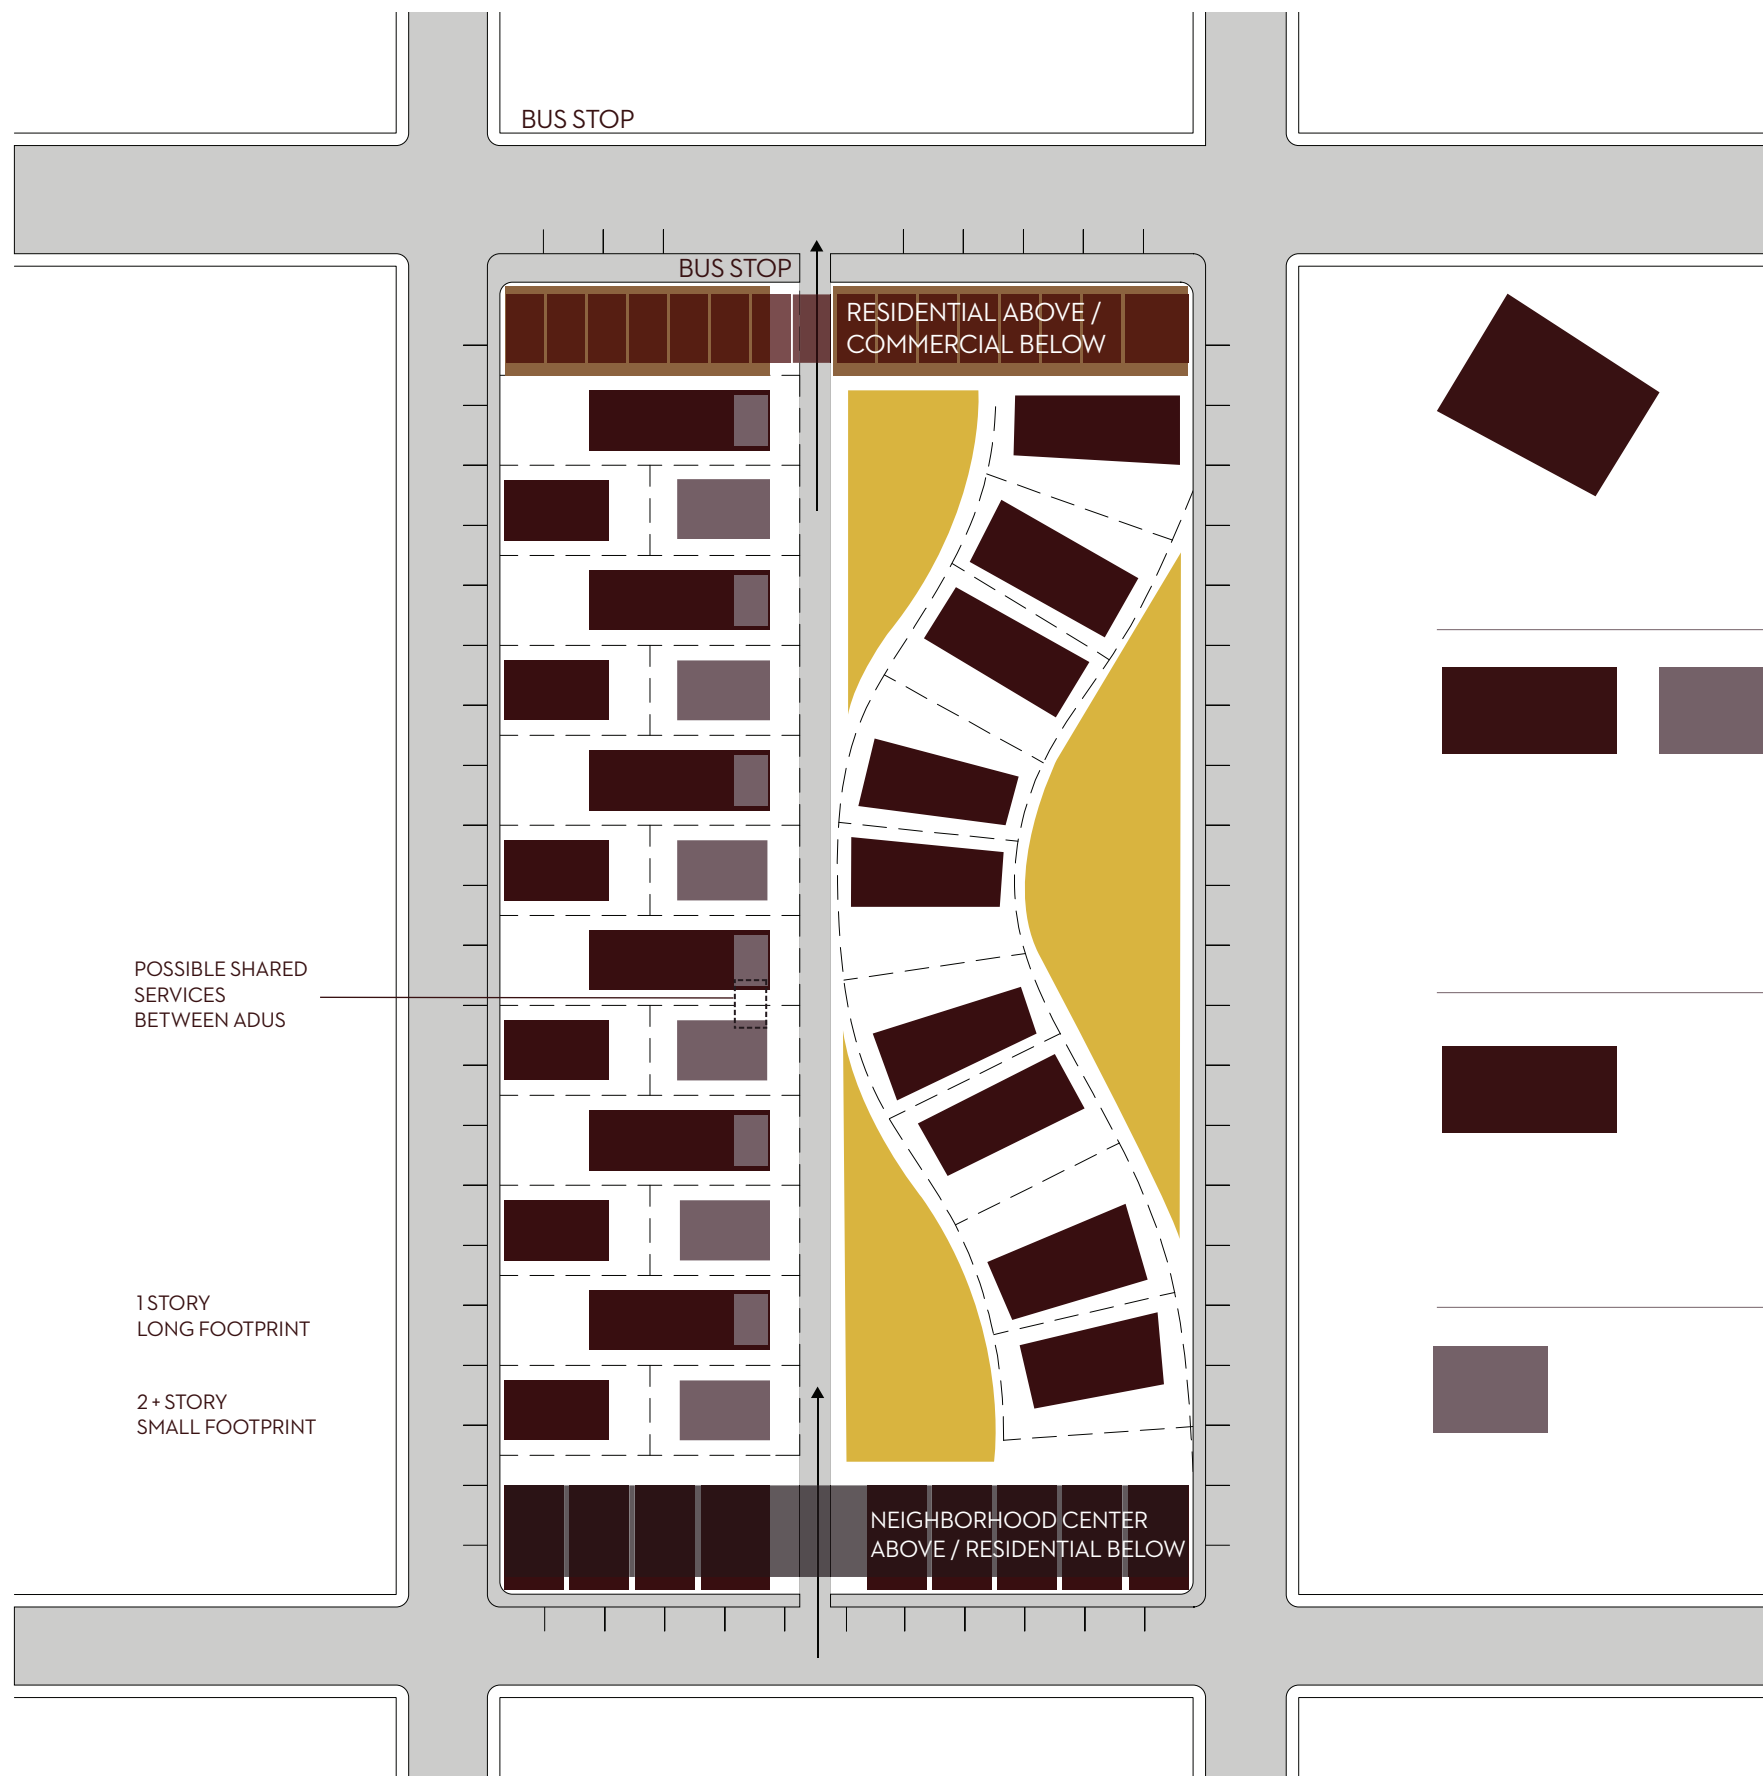 BUS STOP
BUS STOP
RESIDENTIAL ABOVE /
COMMERCIAL BELOW
POSSIBLE SHARED
SERVICES
BETWEEN ADUS
1 STORY
LONG FOOTPRINT
2 + STORY
SMALL FOOTPRINT
NEIGHBORHOOD CENTER
ABOVE / RESIDENTIAL BELOW